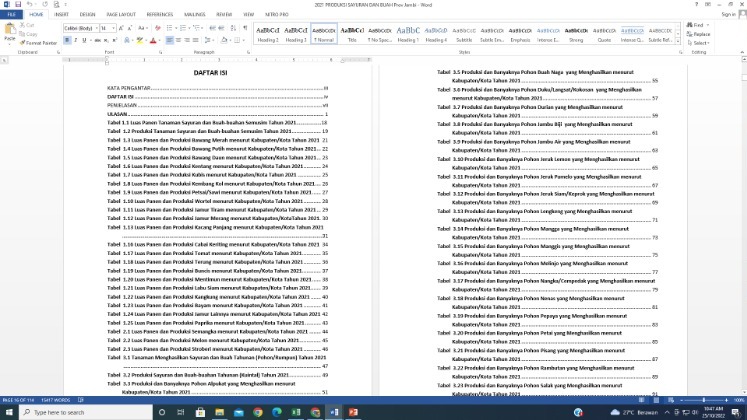 2021 PRODUKSI SAYURAN DAN BUAH Prov Jambi - Word
FILE HOME INSERT DESIGN PAGE LAYOUT REFERENCES MAILINGS REVIEW VIEW NITRO PRO
Sign in
Cut
Copy
Format Painter
Paste
Calibri (Body) 14
Heading 2 Heading 3 ¶ Normal Heading 1 ¶ No Spac... Heading 4 Subtitle Subtle Em... Emphasis Intense E... Strong Quote Intense Q... Subtle Ref...
Find
Replace
Select
Clipboard Font Paragraph Styles Editing
DAFTAR ISI
KATA PENGANTAR iii
DAFTAR ISI iv
PENJELASAN vii
ULASAN 1
Tabel 1.1 Luas Panen Tanaman Sayuran dan Buah-buahan Semusim Tahun 2021 18
Tabel 1.2 Produksi Tanaman Sayuran dan Buah-buahan Semusim Tahun 2021 19
Tabel 1.3 Luas Panen dan Produksi Bawang Merah menurut Kabupaten/Kota Tahun 2021 21
Tabel 1.4 Luas Panen dan Produksi Bawang Putih menurut Kabupaten/Kota Tahun 2021 22
Tabel 1.5 Luas Panen dan Produksi Bawang Daun menurut Kabupaten/Kota Tahun 2021 23
Tabel 1.6 Luas Panen dan Produksi Kentang menurut Kabupaten/Kota Tahun 2021 24
Tabel 1.7 Luas Panen dan Produksi Kubis menurut Kabupaten/Kota Tahun 2021 25
Tabel 1.8 Luas Panen dan Produksi Kembang Kol menurut Kabupaten/Kota Tahun 2021 26
Tabel 1.9 Luas Panen dan Produksi Petsai/Sawi menurut Kabupaten/Kota Tahun 2021 27
Tabel 1.10 Luas Panen dan Produksi Wortel menurut Kabupaten/Kota Tahun 2021 28
Tabel 1.11 Luas Panen dan Produksi Jamur Tiram menurut Kabupaten/Kota Tahun 2021 29
Tabel 1.12 Luas Panen dan Produksi Jamur Merang menurut Kabupaten/Kota Tahun 2021 30
Tabel 1.13 Luas Panen dan Produksi Kacang Panjang menurut Kabupaten/Kota Tahun 2021
31
Tabel 1.16 Luas Panen dan Produksi Cabai Keriting menurut Kabupaten/Kota Tahun 2021 34
Tabel 1.17 Luas Panen dan Produksi Tomat menurut Kabupaten/Kota Tahun 2021 35
Tabel 1.18 Luas Panen dan Produksi Terung menurut Kabupaten/Kota Tahun 2021 36
Tabel 1.19 Luas Panen dan Produksi Buncis menurut Kabupaten/Kota Tahun 2021 37
Tabel 1.20 Luas Panen dan Produksi Mentimun menurut Kabupaten/Kota Tahun 2021 38
Tabel 1.21 Luas Panen dan Produksi Labu Siam menurut Kabupaten/Kota Tahun 2021 39
Tabel 1.22 Luas Panen dan Produksi Kangkung menurut Kabupaten/Kota Tahun 2021 40
Tabel 1.23 Luas Panen dan Produksi Bayam menurut Kabupaten/Kota Tahun 2021 41
Tabel 1.24 Luas Panen dan Produksi Jamur Lainnya menurut Kabupaten/Kota Tahun 2021 42
Tabel 1.25 Luas Panen dan Produksi Paprika menurut Kabupaten/Kota Tahun 2021 43
Tabel 2.1 Luas Panen dan Produksi Semangka menurut Kabupaten/Kota Tahun 2021 44
Tabel 2.2 Luas Panen dan Produksi Melon menurut Kabupaten/Kota Tahun 2021 45
Tabel 2.3 Luas Panen dan Produksi Stroberi menurut Kabupaten/Kota Tahun 2021 46
Tabel 3.1 Tanaman Menghasilkan Sayuran dan Buah Tahunan (Pohon/Rumpun) Tahun 2021
47
Tabel 3.2 Produksi Sayuran dan Buah-buahan Tahunan (Kuintal) Tahun 2021 49
Tabel 3.3 Produksi dan Banyaknya Pohon Alpukat yang Menghasilkan menurut
Kabupaten/Kota Tahun 2021 51
Tabel 3.5 Produksi dan Banyaknya Pohon Buah Naga yang Menghasilkan menurut
Kabupaten/Kota Tahun 2021 55
Tabel 3.6 Produksi dan Banyaknya Pohon Duku/Langsat/Kokosan yang Menghasilkan
menurut Kabupaten/Kota Tahun 2021 57
Tabel 3.7 Produksi dan Banyaknya Pohon Durian yang Menghasilkan menurut
Kabupaten/Kota Tahun 2021 59
Tabel 3.8 Produksi dan Banyaknya Pohon Jambu Biji yang Menghasilkan menurut
Kabupaten/Kota Tahun 2021 61
Tabel 3.9 Produksi dan Banyaknya Pohon Jambu Air yang Menghasilkan menurut
Kabupaten/Kota Tahun 2021 63
Tabel 3.10 Produksi dan Banyaknya Pohon Jeruk Lemon yang Menghasilkan menurut
Kabupaten/Kota Tahun 2021 65
Tabel 3.11 Produksi dan Banyaknya Pohon Jeruk Pamelo yang Menghasilkan menurut
Kabupaten/Kota Tahun 2021 67
Tabel 3.12 Produksi dan Banyaknya Pohon Jeruk Siam/Keprok yang Menghasilkan menurut
Kabupaten/Kota Tahun 2021 69
Tabel 3.13 Produksi dan Banyaknya Pohon Lengkeng yang Menghasilkan menurut
Kabupaten/Kota Tahun 2021 71
Tabel 3.14 Produksi dan Banyaknya Pohon Mangga yang Menghasilkan menurut
Kabupaten/Kota Tahun 2021 73
Tabel 3.15 Produksi dan Banyaknya Pohon Manggis yang Menghasilkan menurut
Kabupaten/Kota Tahun 2021 75
Tabel 3.16 Produksi dan Banyaknya Pohon Melinjo yang Menghasilkan menurut
Kabupaten/Kota Tahun 2021 77
Tabel 3.17 Produksi dan Banyaknya Pohon Nangka/Cempedak yang Menghasilkan menurut
Kabupaten/Kota Tahun 2021 79
Tabel 3.18 Produksi dan Banyaknya Pohon Nenas yang Menghasilkan menurut
Kabupaten/Kota Tahun 2021 81
Tabel 3.19 Produksi dan Banyaknya Pohon Pepaya yang Menghasilkan menurut
Kabupaten/Kota Tahun 2021 83
Tabel 3.20 Produksi dan Banyaknya Pohon Petai yang Menghasilkan menurut
Kabupaten/Kota Tahun 2021 85
Tabel 3.21 Produksi dan Banyaknya Pohon Pisang yang Menghasilkan menurut
Kabupaten/Kota Tahun 2021 87
Tabel 3.22 Produksi dan Banyaknya Pohon Rambutan yang Menghasilkan menurut
Kabupaten/Kota Tahun 2021 89
Tabel 3.23 Produksi dan Banyaknya Pohon Salak yang Menghasilkan menurut
Kabupaten/Kota Tahun 2021 91
PAGE 16 OF 114 15417 WORDS
100%
Type here to search
27°C Berawan
10:47 AM
25/10/2022